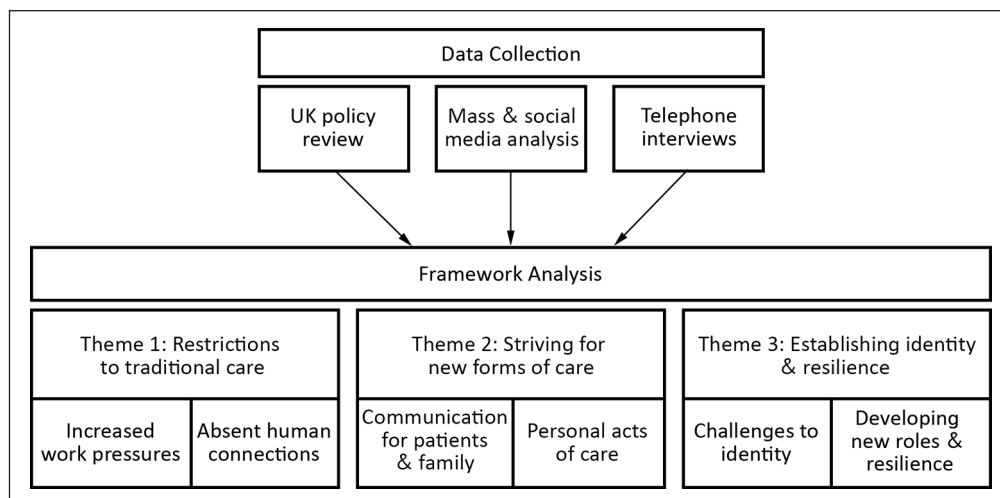 Data Collection
UK policy
review
Mass & social
media analysis
Telephone
interviews
Framework Analysis
Theme 1: Restrictions
to traditional care
Increased
work pressures
Absent human
connections
Theme 2: Striving for
new forms of care
Communication
for patients
& family
Personal acts
of care
Theme 3: Establishing identity
& resilience
Challenges to
identity
Developing
new roles &
resilience